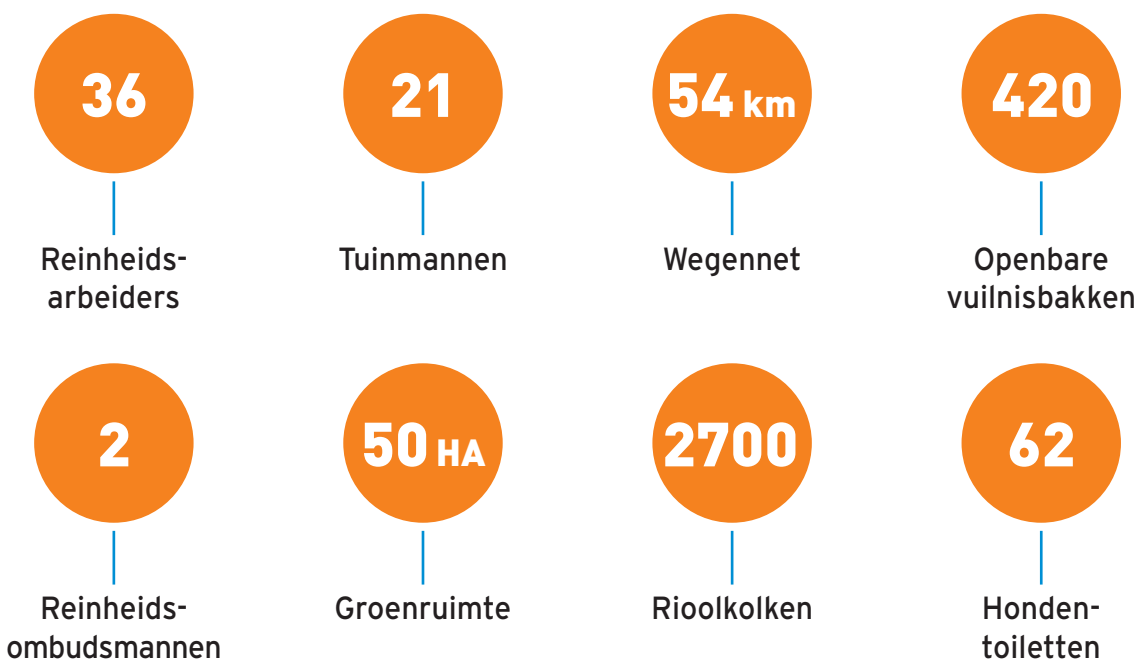 36
Reinheids-
arbeiders
21
Tuinmannen
54 km
Wegennet
420
Openbare
vuilnisbakken
2
Reinheids-
ombudsmannen
50 HA
Groenruimte
2700
Rioolkolken
62
Honden-
toiletten